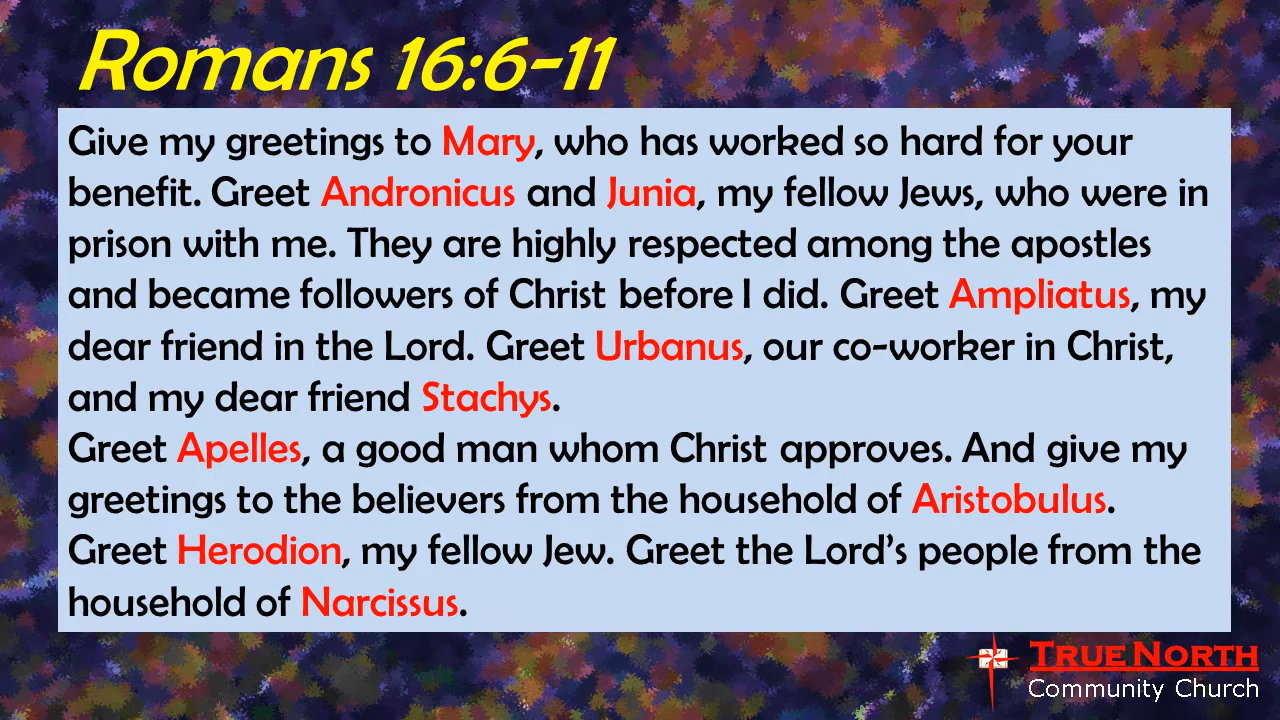 Romans 16:6-11
Give my greetings to Mary, who has worked so hard for your
benefit. Greet Andronicus and Junia, my fellow Jews, who were in
prison with me. They are highly respected among the apostles
and became followers of Christ before I did. Greet Ampliatus, my
dear friend in the Lord. Greet Urbanus, our co-worker in Christ,
and my dear friend Stachys.
Greet Apelles, a good man whom Christ approves. And give my
greetings to the believers from the household of Aristobulus.
Greet Herodion, my fellow Jew. Greet the Lord’s people from the
household of Narcissus.
TRUE NORTH
Community Church